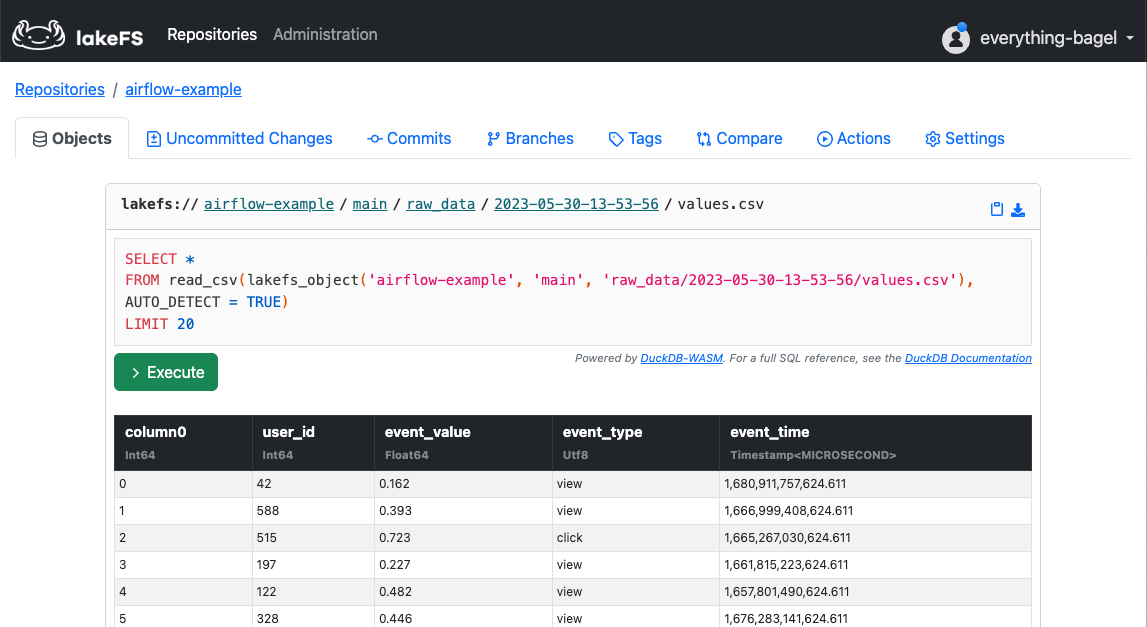 lakeFS Repositories Administration everything-bagel
Repositories / airflow-example
Objects Uncommitted Changes Commits Branches Tags Compare Actions Settings
lakefs:// airflow-example / main / raw_data / 2023-05-30-13-53-56 / values.csv
SELECT *
FROM read_csv(lakefs_object('airflow-example', 'main', 'raw_data/2023-05-30-13-53-56/values.csv'),
AUTO_DETECT = TRUE)
LIMIT 20
Powered by DuckDB-WASM. For a full SQL reference, see the DuckDB Documentation
Execute
column0 user_id event_value event_type event_time
Int64 Int64 Float64 Utf8 Timestamp<MICROSECOND>
0 42 0.162 view 1,680,911,757,624.611
1 588 0.393 view 1,666,999,408,624.611
2 515 0.723 click 1,665,267,030,624.611
3 197 0.227 view 1,661,815,223,624.611
4 122 0.482 view 1,657,801,490,624.611
5 328 0.446 view 1,676,283,141,624.611